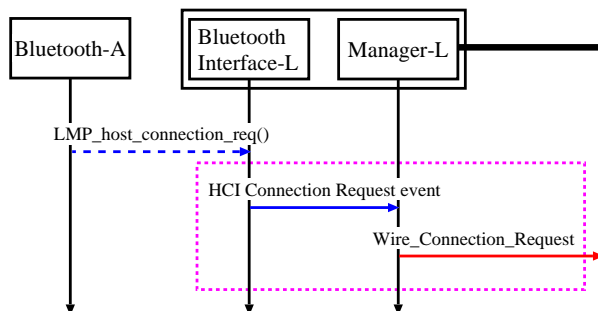 Bluetooth-A
Bluetooth
Interface-L
Manager-L
LMP_host_connection_req()
HCI Connection Request event
Wire_Connection_Request